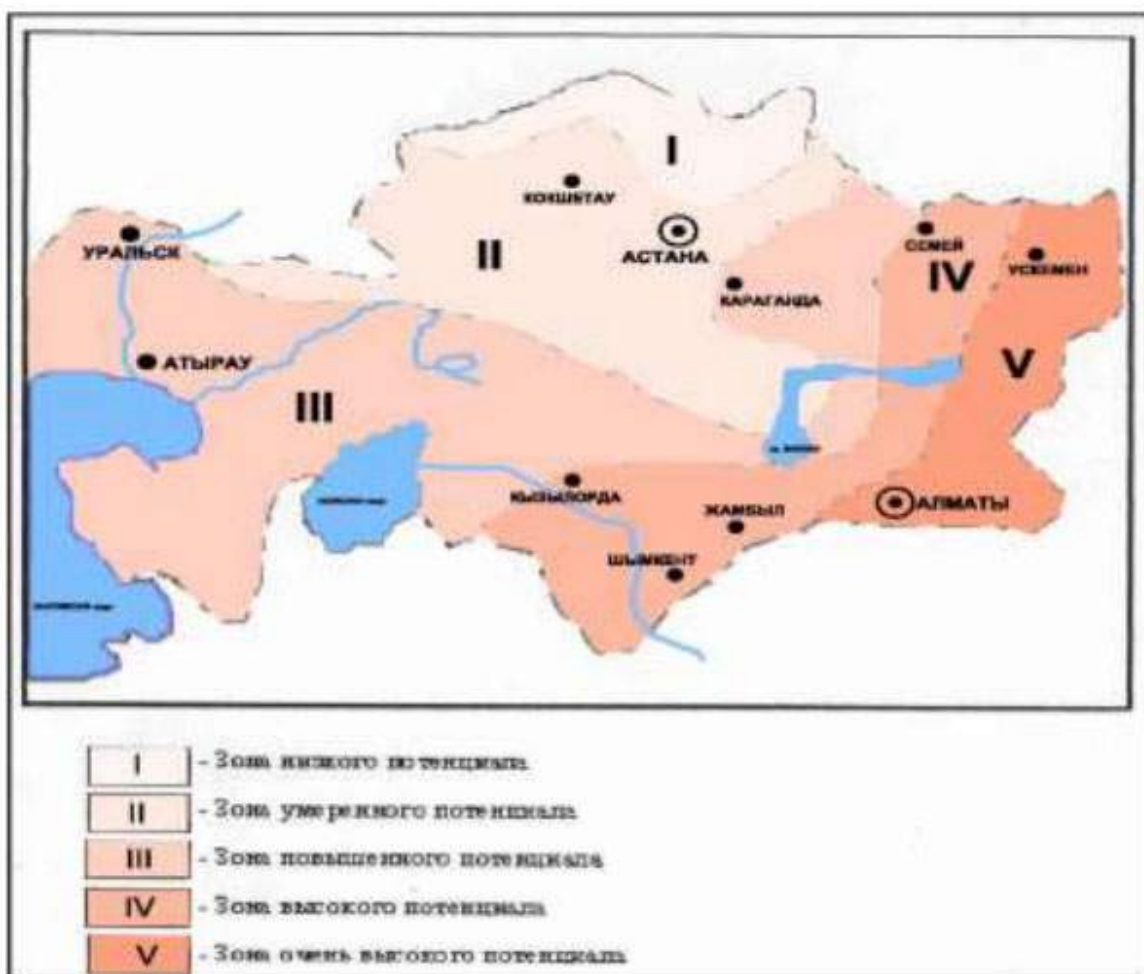 I
КОКШЕТАУ
УРАЛЬСК
II
АСТАНА
СЕМЕЙ
IV
УСКЕМЕН
КАРАГАНДА
АТЫРАУ
V
III
КЫЗЫЛОРДА
АЛМАТЫ
ЖАМБЫЛ
ШЫМКЕНТ
I - Зона низкого потенциала
II - Зона умеренного потенциала
III - Зона повышенного потенциала
IV - Зона высокого потенциала
V - Зона очень высокого потенциала